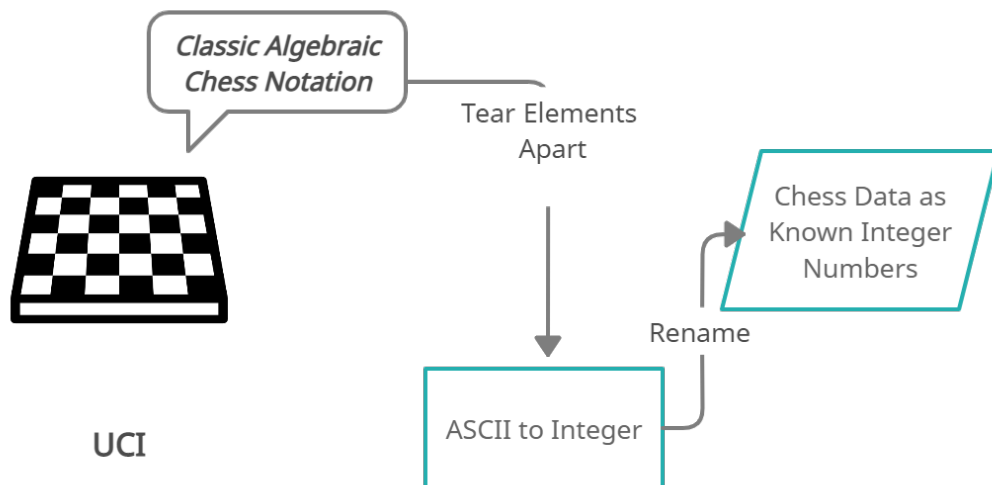 Classic Algebraic
Chess Notation
Tear Elements
Apart
Chess Data as
Known Integer
Numbers
Rename
ASCII to Integer
UCI